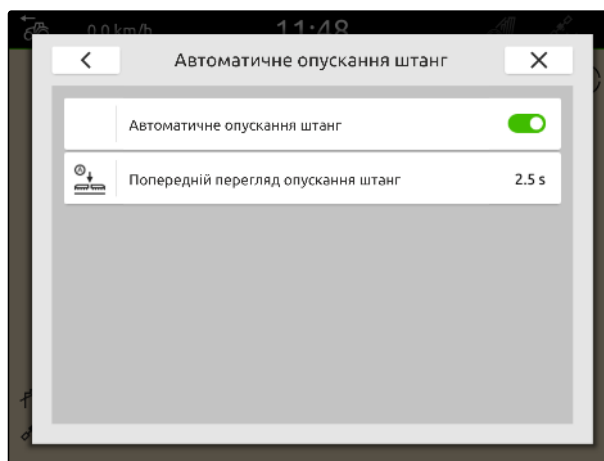 0.0 km/h 11:48
Автоматичне опускання штанг
Автоматичне опускання штанг
Попередній перегляд опускання штанг 2.5 s